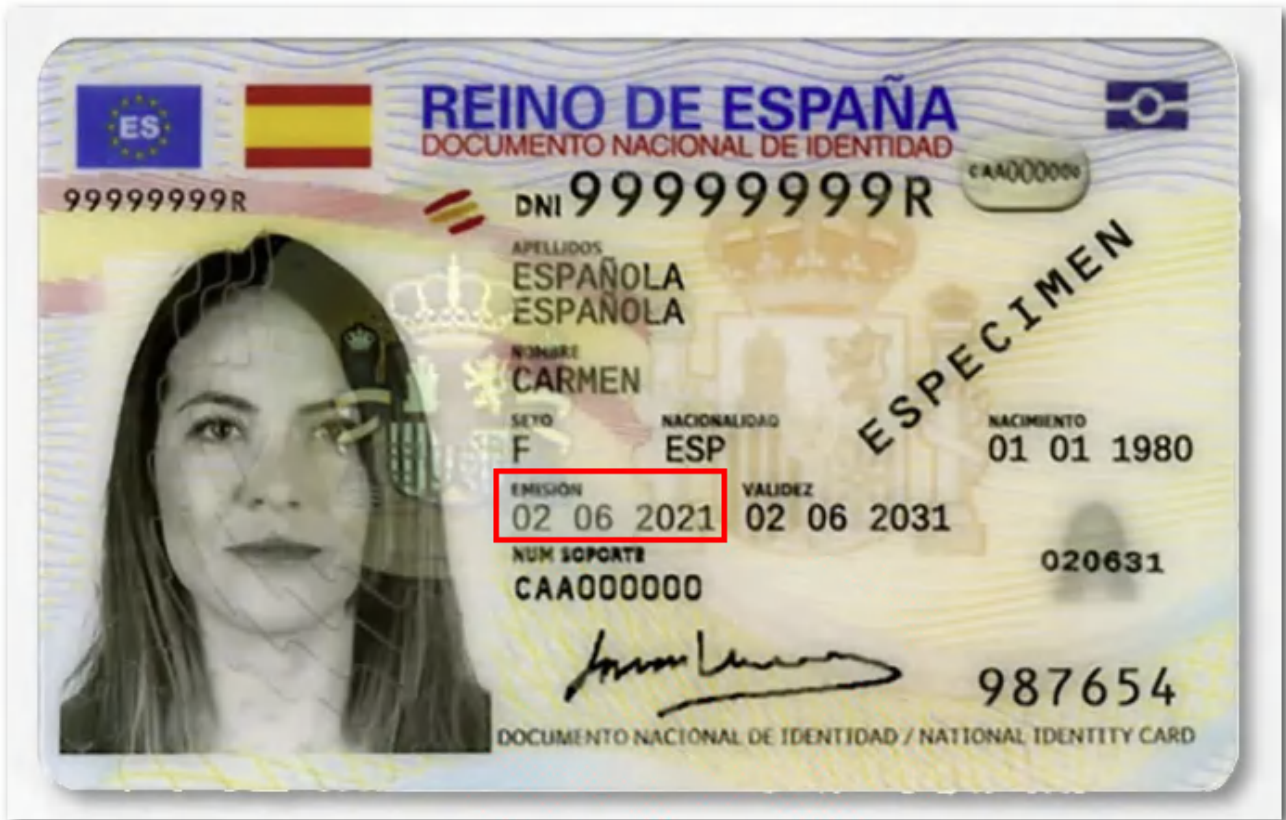 ES
REINO DE ESPAÑA
DOCUMENTO NACIONAL DE IDENTIDAD
CAA000000
99999999R
DNI 99999999R
APELLIDOS
ESPAÑOLA
ESPAÑOLA
ESPECIMEN
NOMBRE
CARMEN
SEXO NACIONALIDAD NACIMIENTO
F ESP 01 01 1980
EMISIÓN VALIDEZ
02 06 2021 02 06 2031
NUM SOPORTE
CAA000000
020631
987654
DOCUMENTO NACIONAL DE IDENTIDAD / NATIONAL IDENTITY CARD